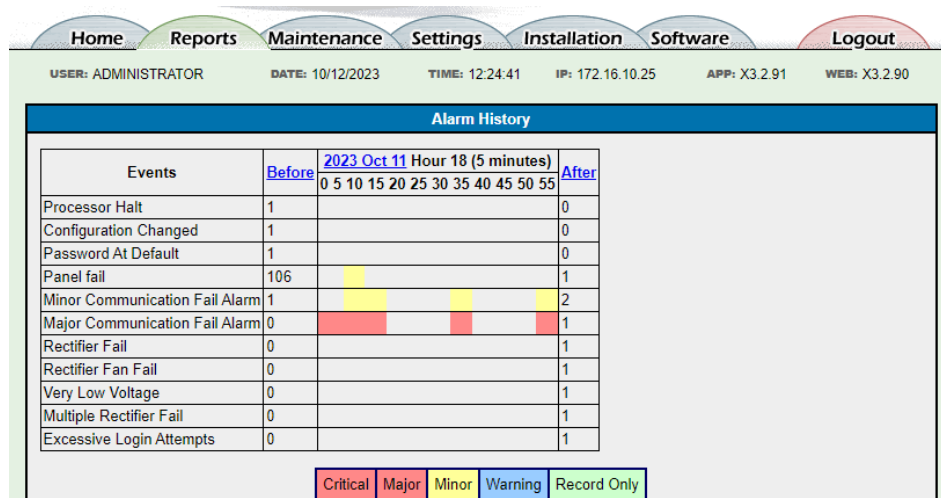 Home Reports Maintenance Settings Installation Software Logout
USER: ADMINISTRATOR DATE: 10/12/2023 TIME: 12:24:41 IP: 172.16.10.25 APP: X3.2.91 WEB: X3.2.90
Alarm History
Events Before 2023 Oct 11 Hour 18 (5 minutes) After
0 5 10 15 20 25 30 35 40 45 50 55
Processor Halt 1 0
Configuration Changed 1 0
Password At Default 1 0
Panel fail 106 1
Minor Communication Fail Alarm 1 2
Major Communication Fail Alarm 0 1
Rectifier Fail 0 1
Rectifier Fan Fail 0 1
Very Low Voltage 0 1
Multiple Rectifier Fail 0 1
Excessive Login Attempts 0 1
Critical Major Minor Warning Record Only